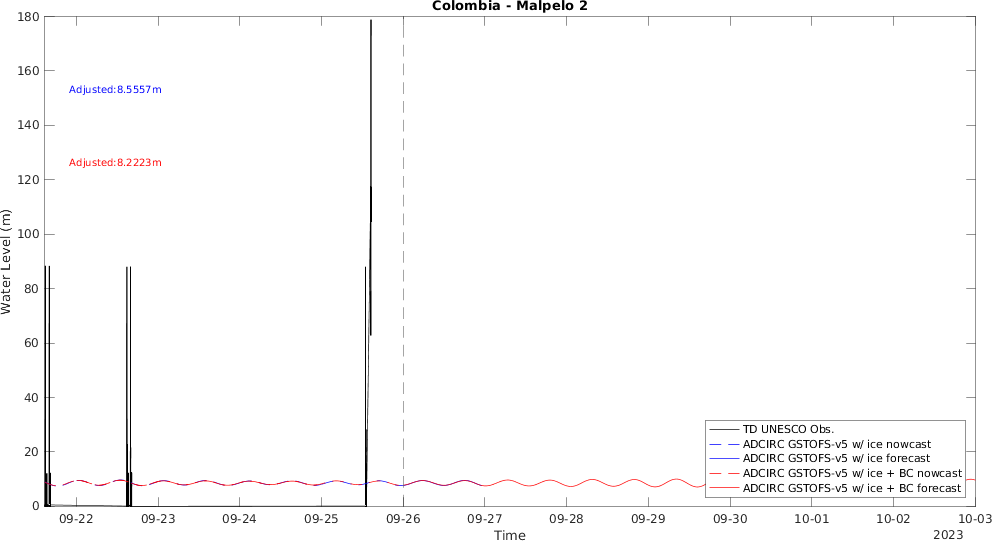 Colombia - Malpelo 2
180
160
140
120
100
80
60
40
20
0
Water Level (m)
Adjusted:8.5557m
Adjusted:8.2223m
TD UNESCO Obs.
ADCIRC GSTOFS-v5 w/ ice nowcast
ADCIRC GSTOFS-v5 w/ ice forecast
ADCIRC GSTOFS-v5 w/ ice + BC nowcast
ADCIRC GSTOFS-v5 w/ ice + BC forecast
09-22 09-23 09-24 09-25 09-26 09-27 09-28 09-29 09-30 10-01 10-02 10-03
Time
2023